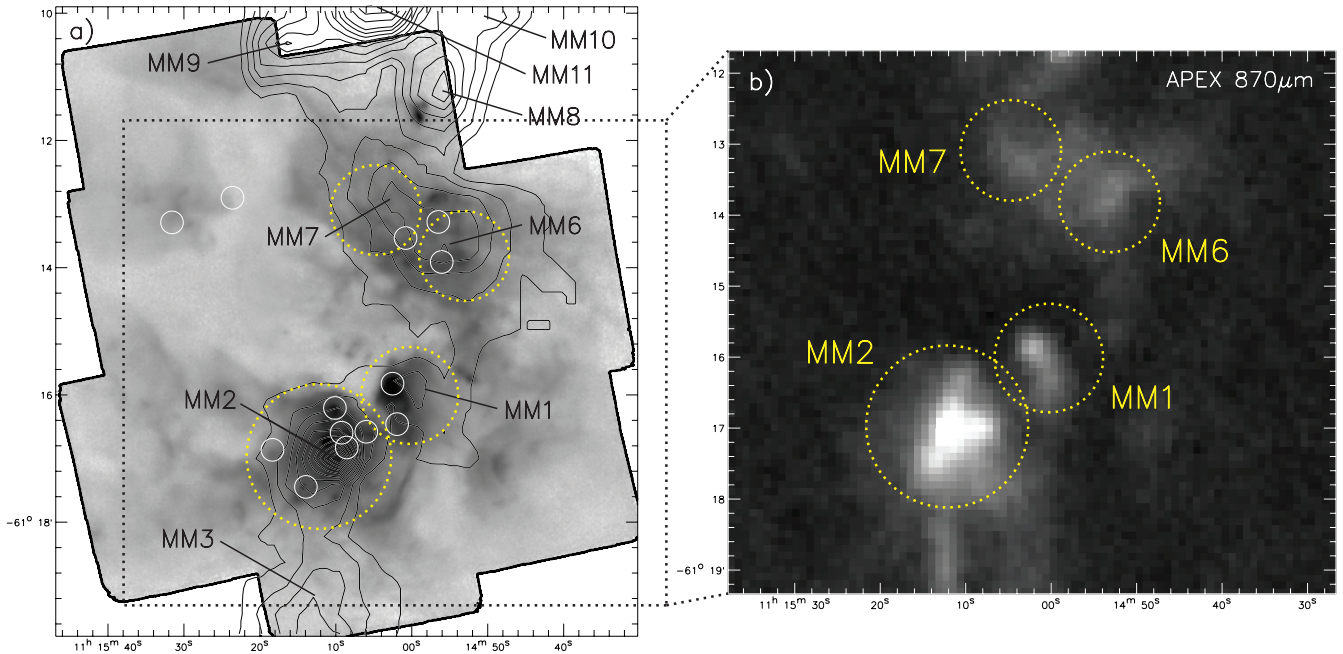 a)
10
12
14
16
-61° 18'
MM9
MM10
MM11
MM8
MM7
MM6
MM2
MM1
MM3
11h 15m 40s
30s
20s
10s
00s
14m 50s
40s
b)
APEX 870μm
12
13
14
15
16
17
18
-61° 19'
MM7
MM6
MM2
MM1
11h 15m 30s
20s
10s
00s
14m 50s
40s
30s